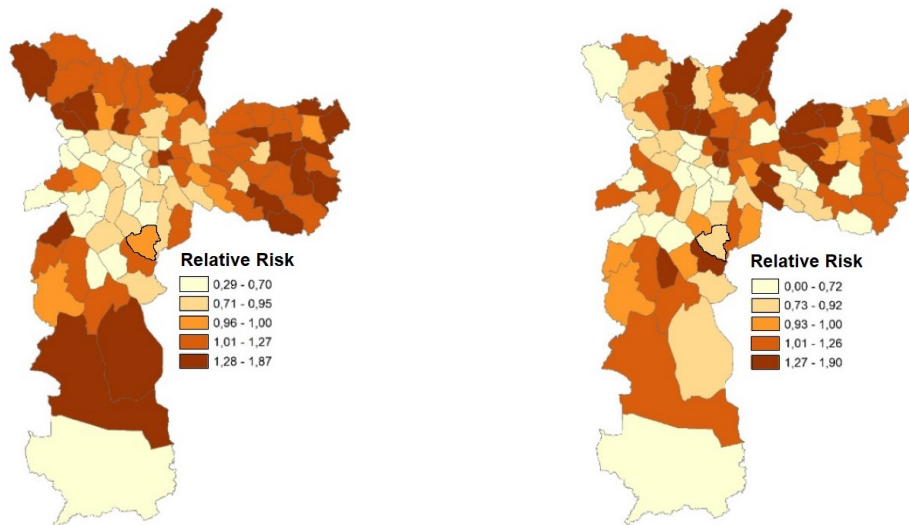 Relative Risk
0,29 - 0,70
0,71 - 0,95
0,96 - 1,00
1,01 - 1,27
1,28 - 1,87
Relative Risk
0,00 - 0,72
0,73 - 0,92
0,93 - 1,00
1,01 - 1,26
1,27 - 1,90